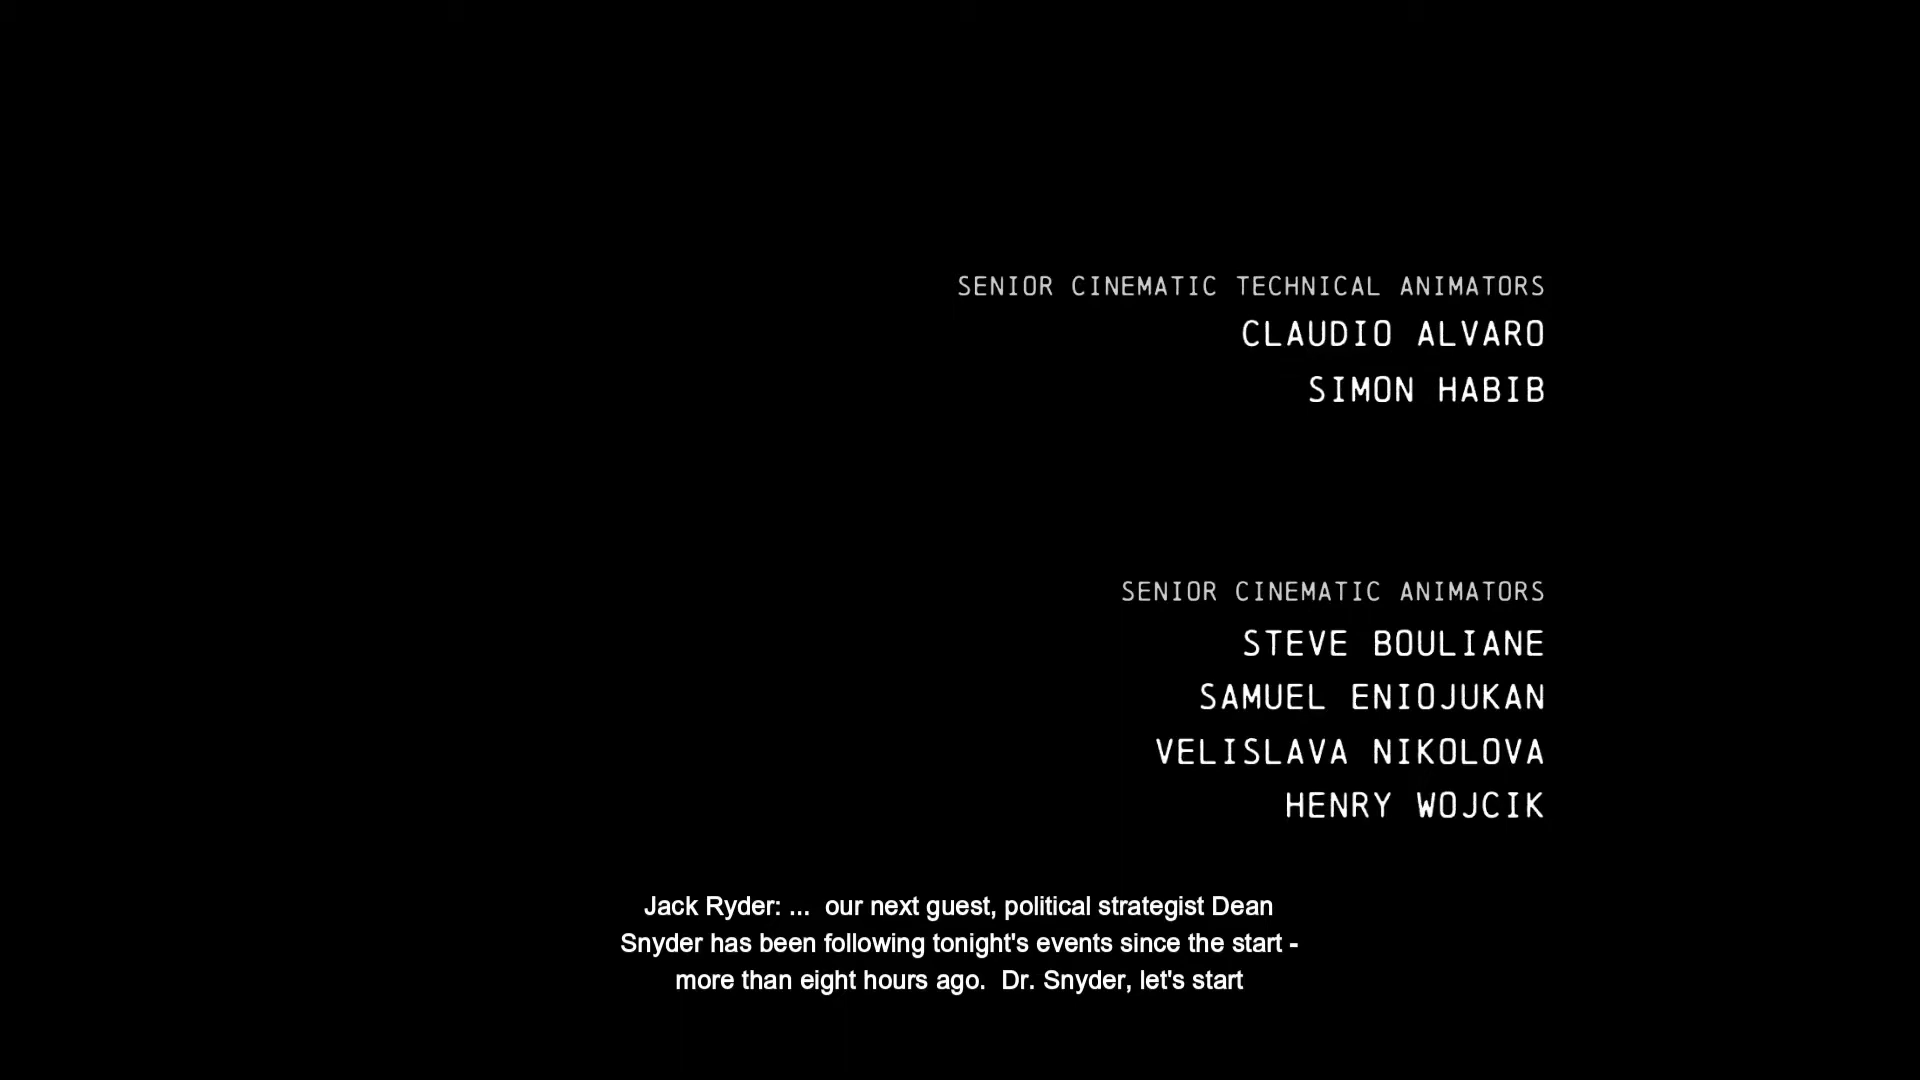 SENIOR CINEMATIC TECHNICAL ANIMATORS
CLAUDIO ALVARO
SIMON HABIB
SENIOR CINEMATIC ANIMATORS
STEVE BOULIANE
SAMUEL ENIOJUKAN
VELISLAVA NIKOLOVA
HENRY WOJCIK
Jack Ryder: ...  our next guest, political strategist Dean
Snyder has been following tonight's events since the start -
more than eight hours ago.  Dr. Snyder, let's start